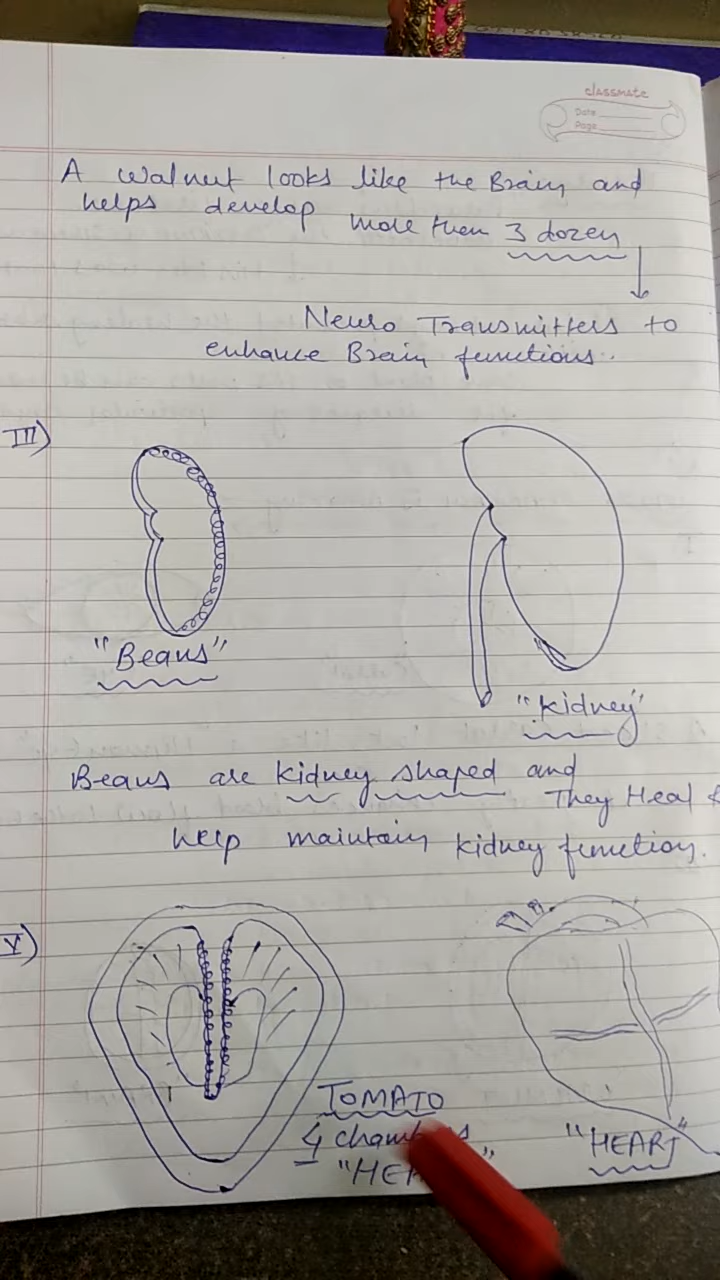 classmate
Date
Page
A walnut looks like the Brain and
helps develop more then 3 dozen
Neuro Transmitters to
enhance Brain functions..
III)
"Beans"
"Kidney"
Beans are kidney shaped and
They Heal &
help maintain kidney function.
V)
TOMATO
4 chambers
"HEART"